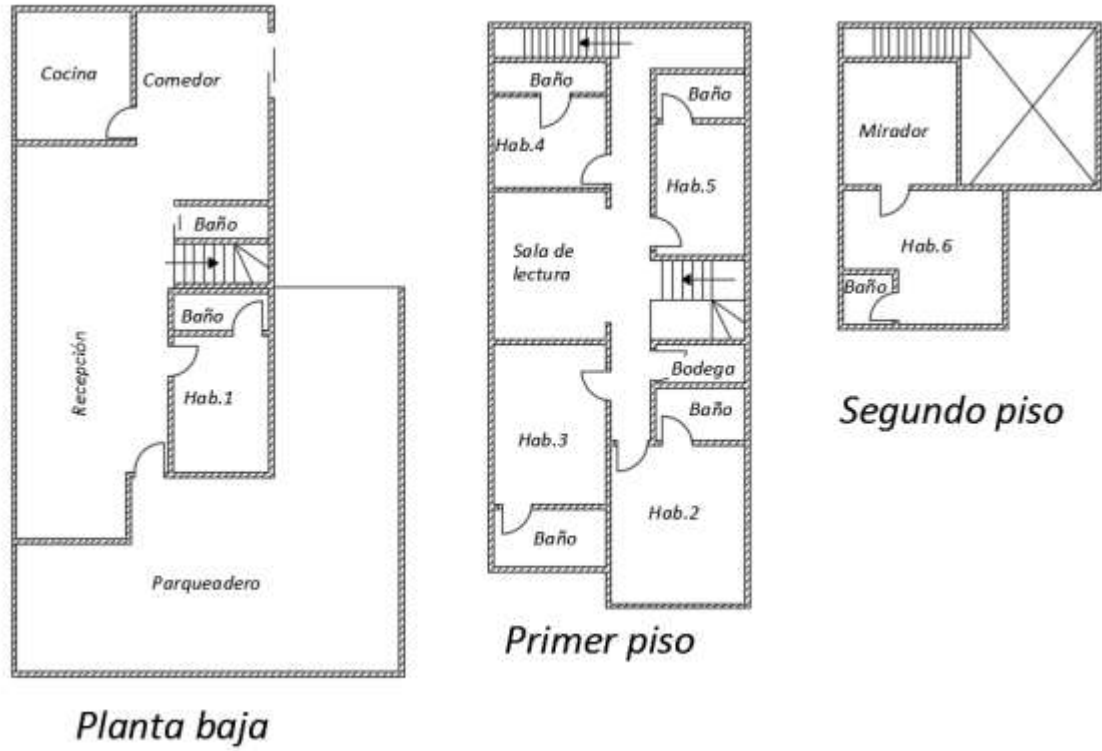 Cocina
Comedor
Baño
Baño
Recepción
Hab.1
Parqueadero
Planta baja
Baño
Baño
Hab.4
Hab.5
Sala de
lectura
Bodega
Baño
Hab.3
Hab.2
Baño
Primer piso
Mirador
Hab.6
Baño
Segundo piso